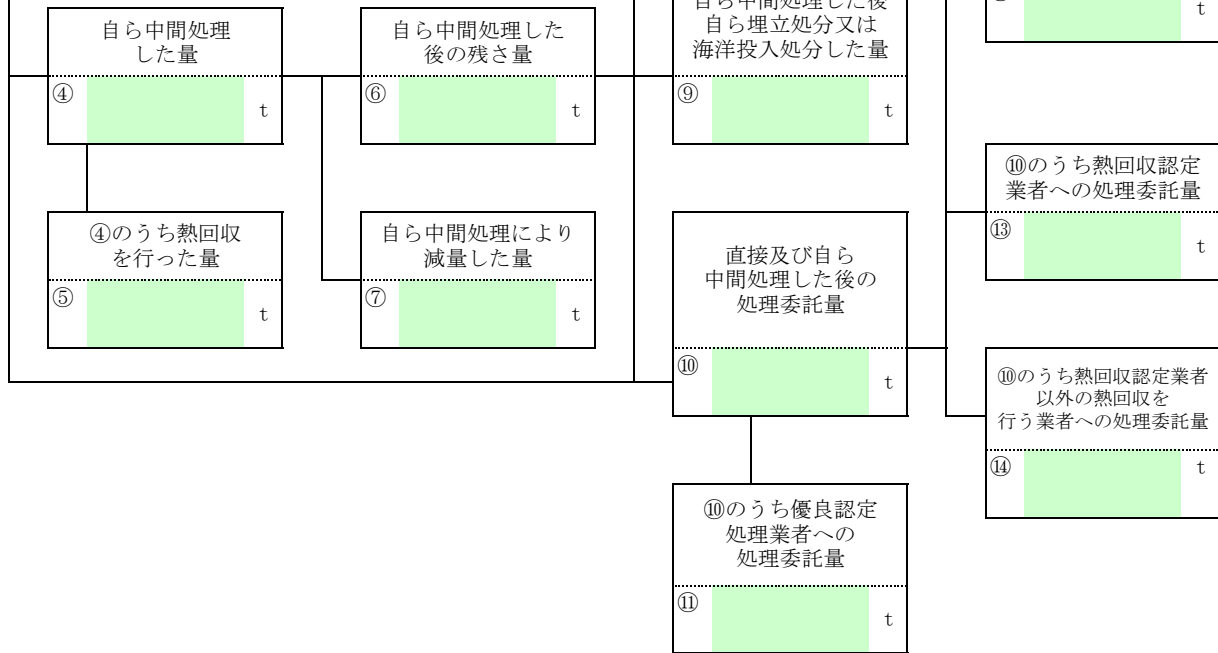 自ら中間処理
した量
④
t
自ら中間処理した
後の残さ量
⑥
t
自ら中間処理した後
自ら埋立処分又は
海洋投入処分した量
⑨
t
t
④のうち熱回収
を行った量
⑤
t
自ら中間処理により
減量した量
⑦
t
直接及び自ら
中間処理した後の
処理委託量
⑩
t
⑩のうち熱回収認定
業者への処理委託量
⑬
t
⑩のうち熱回収認定業者
以外の熱回収を
行う業者への処理委託量
⑭
t
⑩のうち優良認定
処理業者への
処理委託量
⑪
t